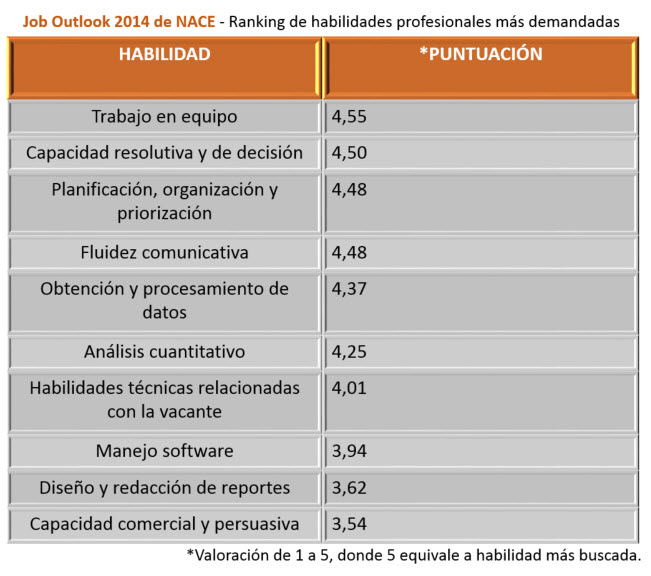 Job Outlook 2014 de NACE - Ranking de habilidades profesionales más demandadas
HABILIDAD *PUNTUACIÓN
Trabajo en equipo 4,55
Capacidad resolutiva y de decisión 4,50
Planificación, organización y 4,48
priorización
Fluidez comunicativa 4,48
Obtención y procesamiento de 4,37
datos
Análisis cuantitativo 4,25
Habilidades técnicas relacionadas 4,01
con la vacante
Manejo software 3,94
Diseño y redacción de reportes 3,62
Capacidad comercial y persuasiva 3,54
*Valoración de 1 a 5, donde 5 equivale a habilidad más buscada.